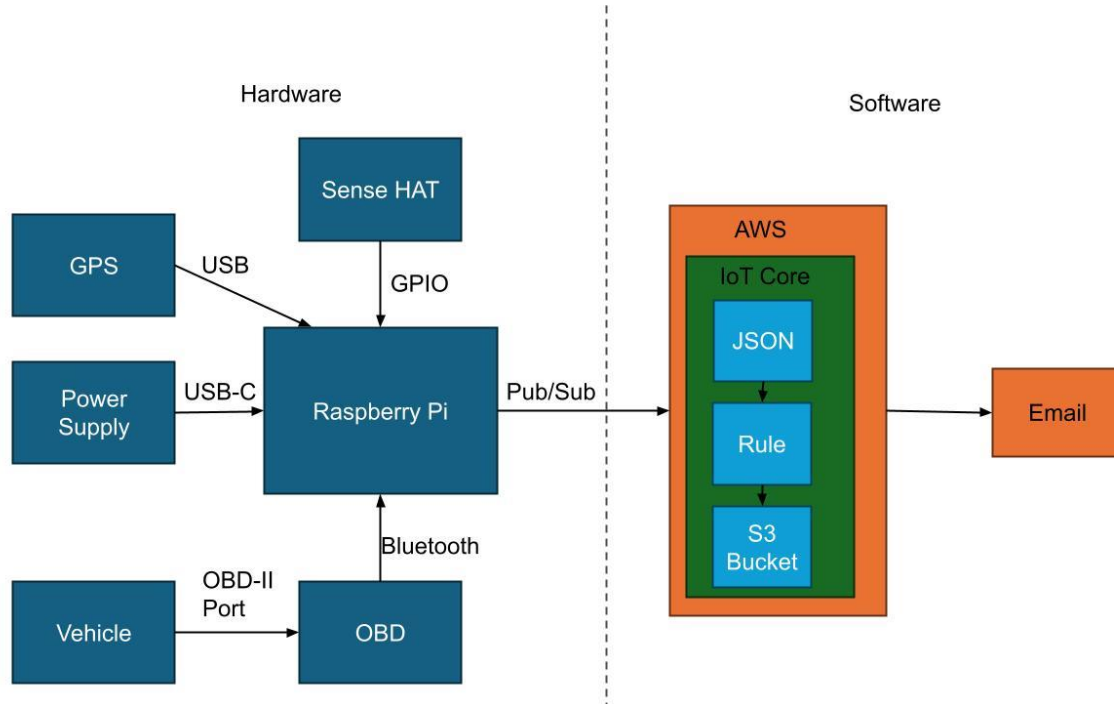 Hardware
Software
Sense HAT
GPS
USB
GPIO
Power
Supply
USB-C
Raspberry Pi
Pub/Sub
Bluetooth
Vehicle
OBD-II
Port
OBD
AWS
IoT Core
JSON
Rule
S3
Bucket
Email